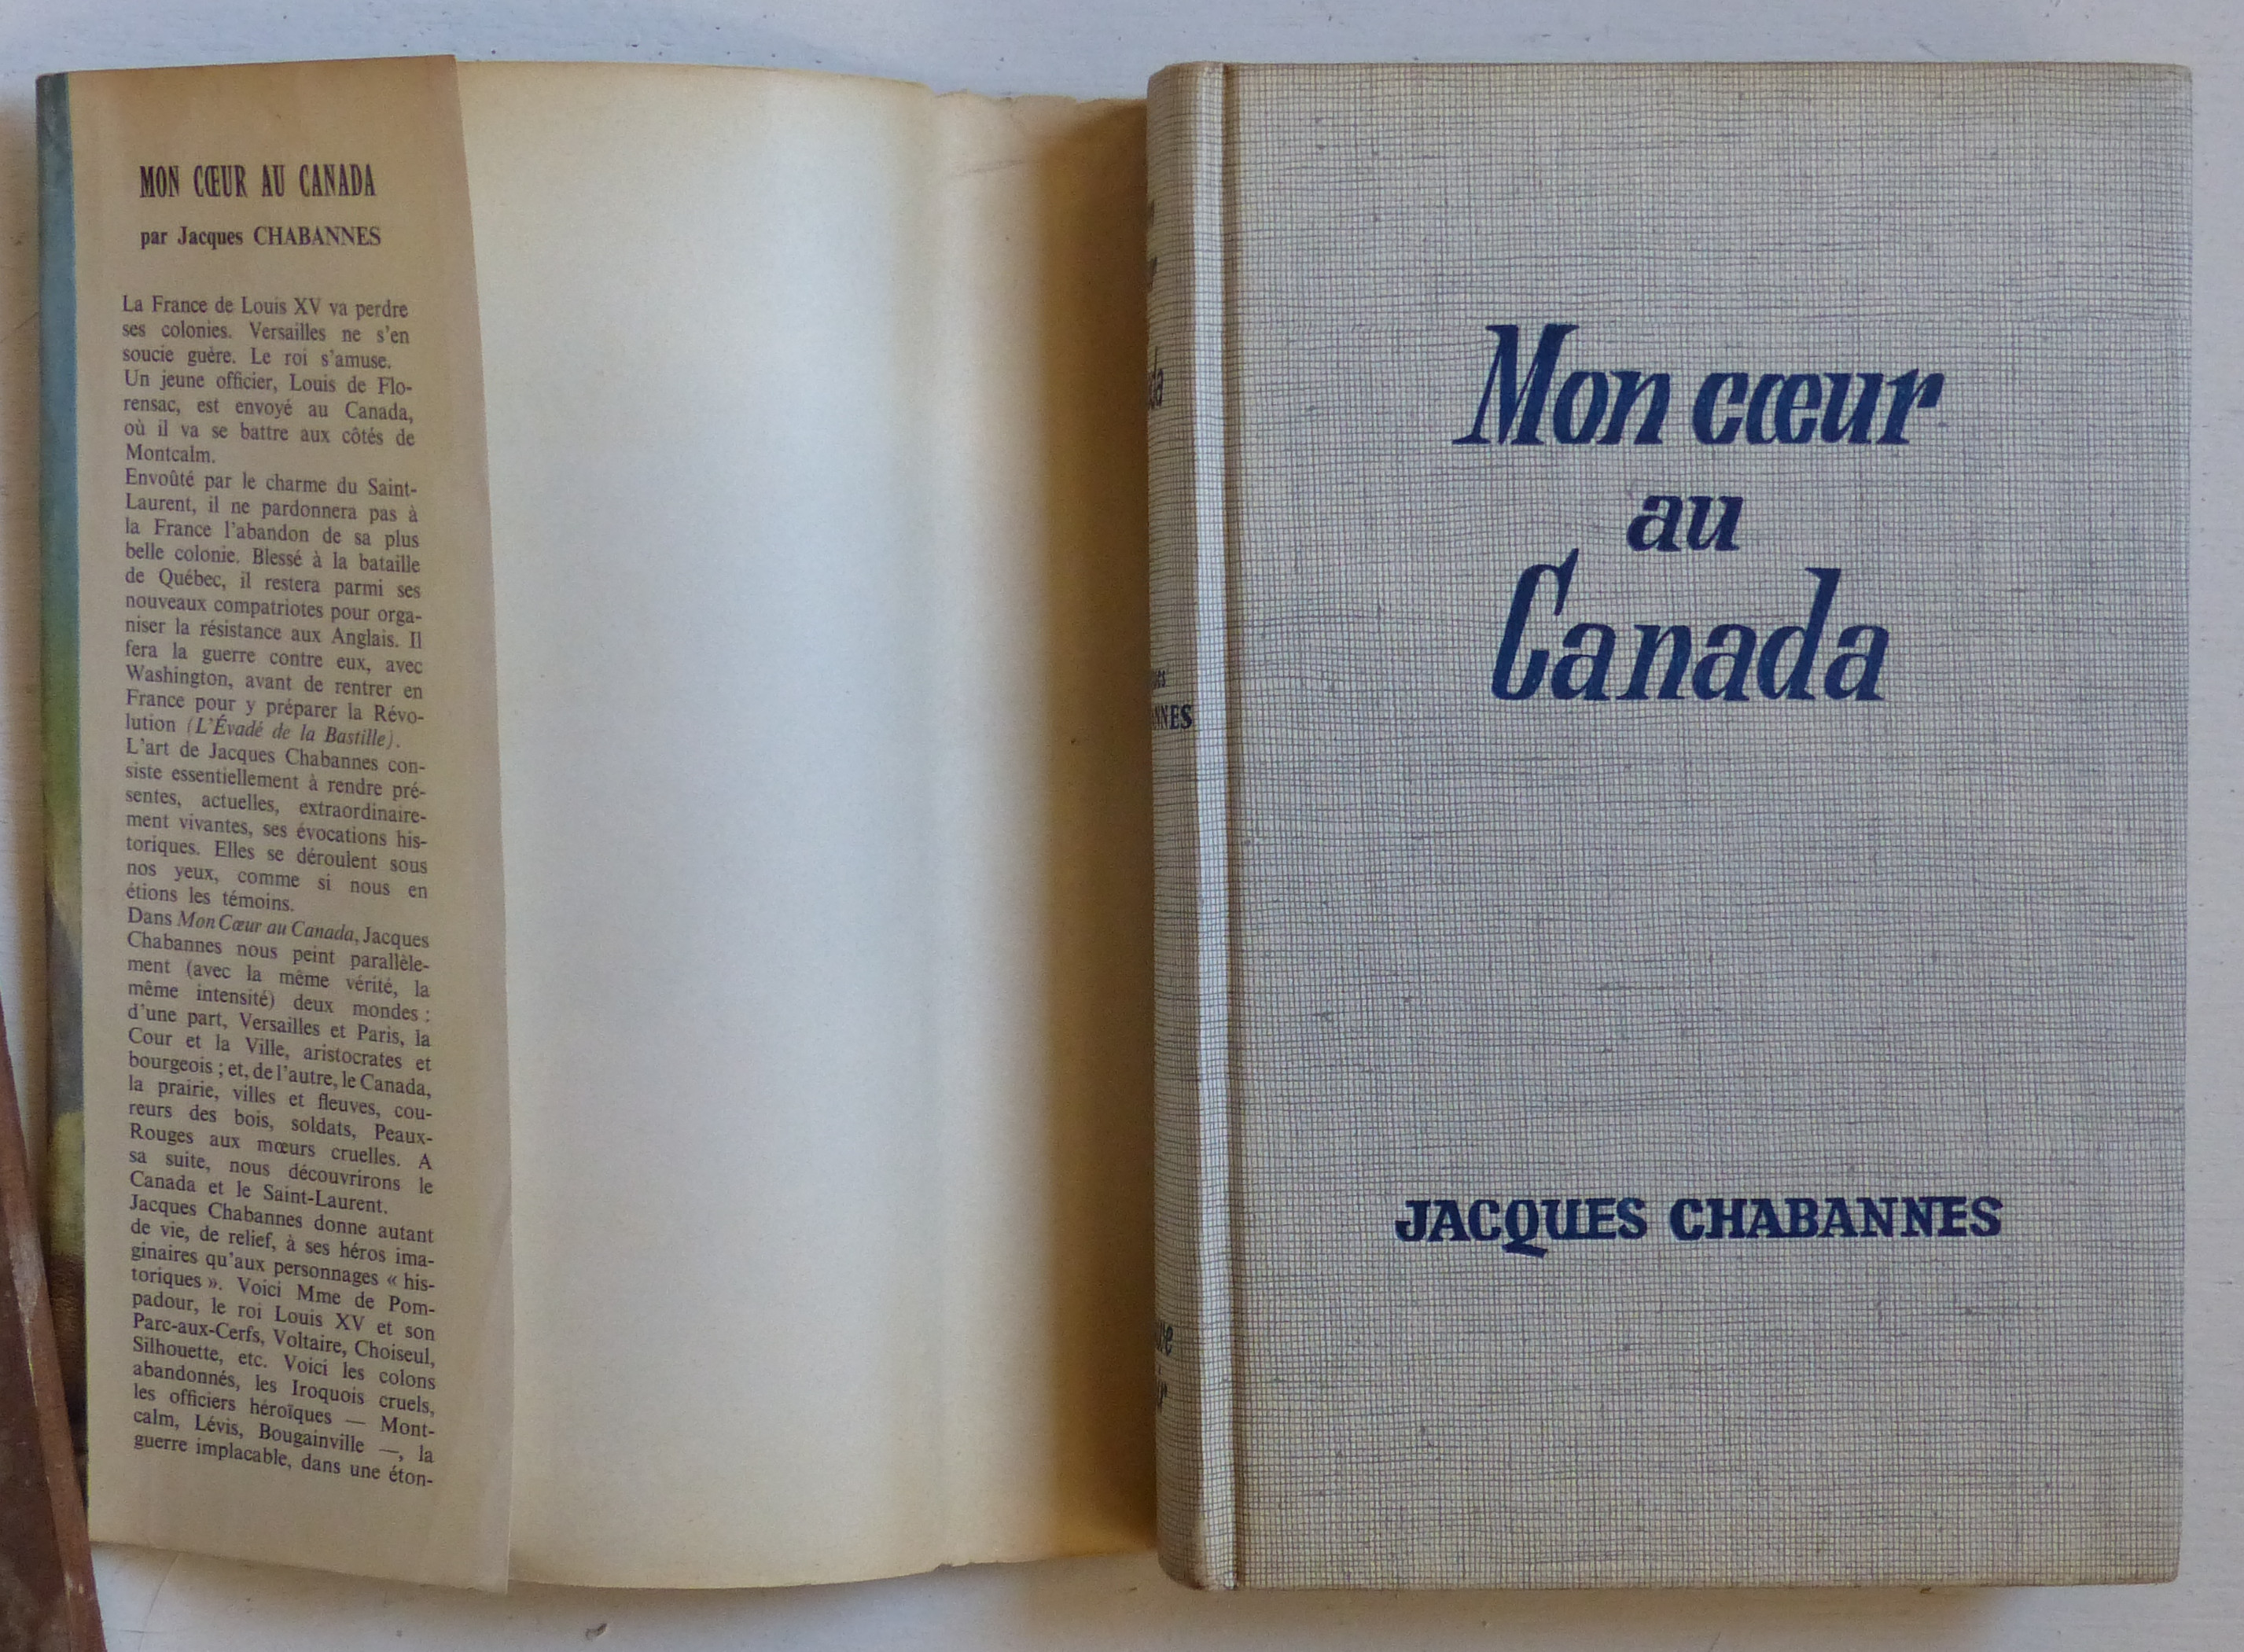 MON CŒUR AU CANADA
par Jacques CHABANNES
La France de Louis XV va perdre
ses colonies. Versailles ne s'en
soucie guère. Le roi s'amuse.
Un jeune officier, Louis de Flo-
rensac, est envoyé au Canada,
où il va se battre aux côtés de
Montcalm.
Envoûté par le charme du Saint-
Laurent, il ne pardonnera pas à
la France l'abandon de sa plus
belle colonie. Blessé à la bataille
de Québec, il restera parmi ses
nouveaux compatriotes pour orga-
niser la résistance aux Anglais. Il
fera la guerre contre eux, avec
Washington, avant de rentrer en
France pour y préparer la Révo-
lution (L'Évadé de la Bastille).
L'art de Jacques Chabannes con-
siste essentiellement à rendre pré-
sentes, actuelles, extraordinaire-
ment vivantes, ses évocations his-
toriques. Elles se déroulent sous
nos yeux, comme si nous en
étions les témoins.
Dans Mon Cœur au Canada, Jacques
Chabannes nous peint parallèle-
ment (avec la même vérité, la
même intensité) deux mondes :
d'une part, Versailles et Paris, la
Cour et la Ville, aristocrates et
bourgeois ; et, de l'autre, le Canada,
la prairie, villes et fleuves, cou-
reurs des bois, soldats, Peaux-
Rouges aux mœurs cruelles. A
sa suite, nous découvrirons le
Canada et le Saint-Laurent.
Jacques Chabannes donne autant
de vie, de relief, à ses héros ima-
ginaires qu'aux personnages « his-
toriques ». Voici Mme de Pom-
padour, le roi Louis XV et son
Parc-aux-Cerfs, Voltaire, Choiseul,
Silhouette, etc. Voici les colons
abandonnés, les Iroquois cruels,
les officiers héroïques — Mont-
calm, Lévis, Bougainville —, la
guerre implacable, dans une éton-
Mon cœur
au
Canada
JACQUES CHABANNES